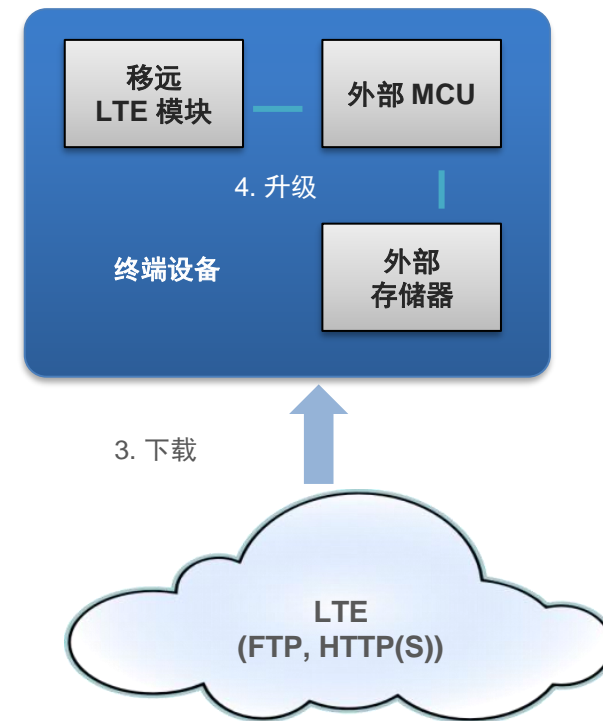 移远
LTE 模块
外部 MCU
4. 升级
终端设备
外部
存储器
3. 下载
LTE
(FTP, HTTP(S))